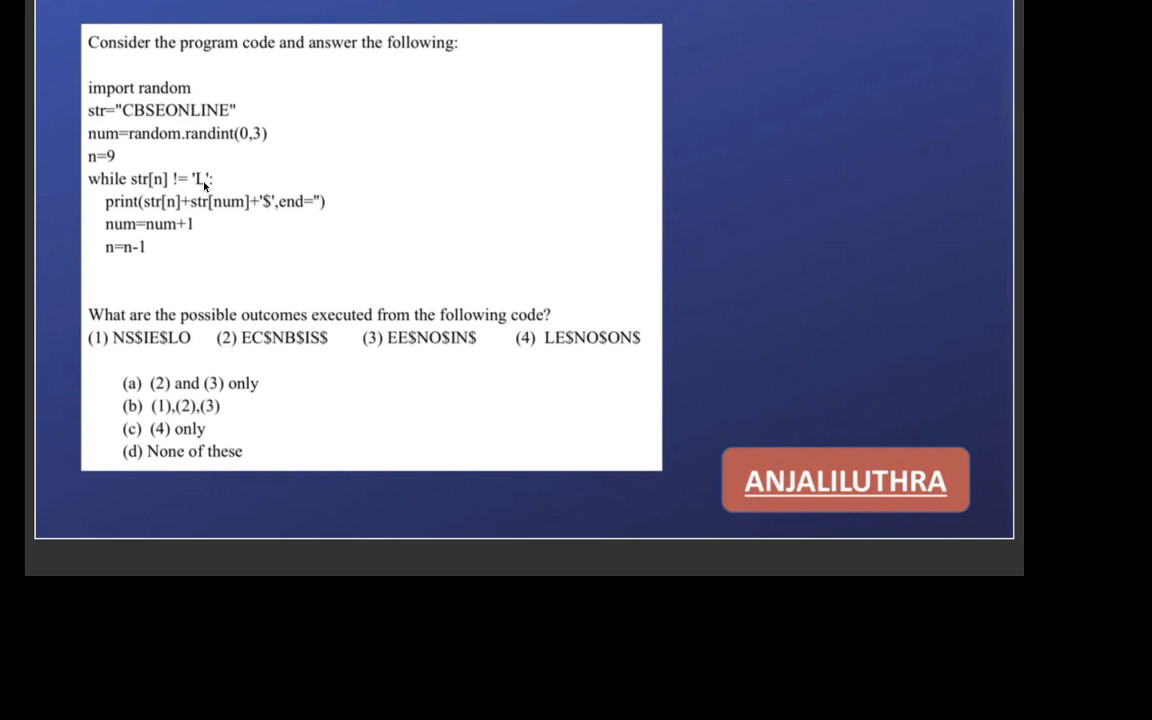 Consider the program code and answer the following:
import random
str="CBSEONLINE"
num=random.randint(0,3)
n=9
while str[n] != 'L':
print(str[n]+str[num]+'$',end='')
num=num+1
n=n-1
What are the possible outcomes executed from the following code?
(1) NS$IE$LO (2) EC$NB$IS$ (3) EE$NO$IN$ (4) LE$NO$ON$
(a) (2) and (3) only
(b) (1),(2),(3)
(c) (4) only
(d) None of these
ANJALILUTHRA